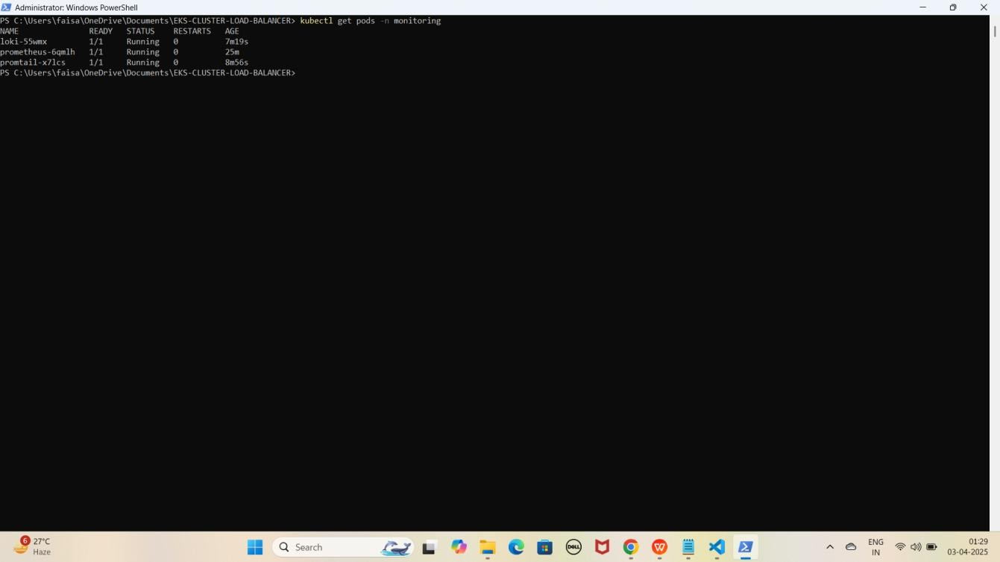 Administrator: Windows PowerShell
PS C:\Users\faisa\OneDrive\Documents\EKS-CLUSTER-LOAD-BALANCER> kubectl get pods -n monitoring
NAME READY STATUS RESTARTS AGE
loki-55wmx 1/1 Running 0 7m19s
prometheus-6qmlh 1/1 Running 0 25m
promtail-x7lcs 1/1 Running 0 8m56s
PS C:\Users\faisa\OneDrive\Documents\EKS-CLUSTER-LOAD-BALANCER>
6
27°C
Haze
Search
DELL
ENG
IN
01:29
03-04-2025